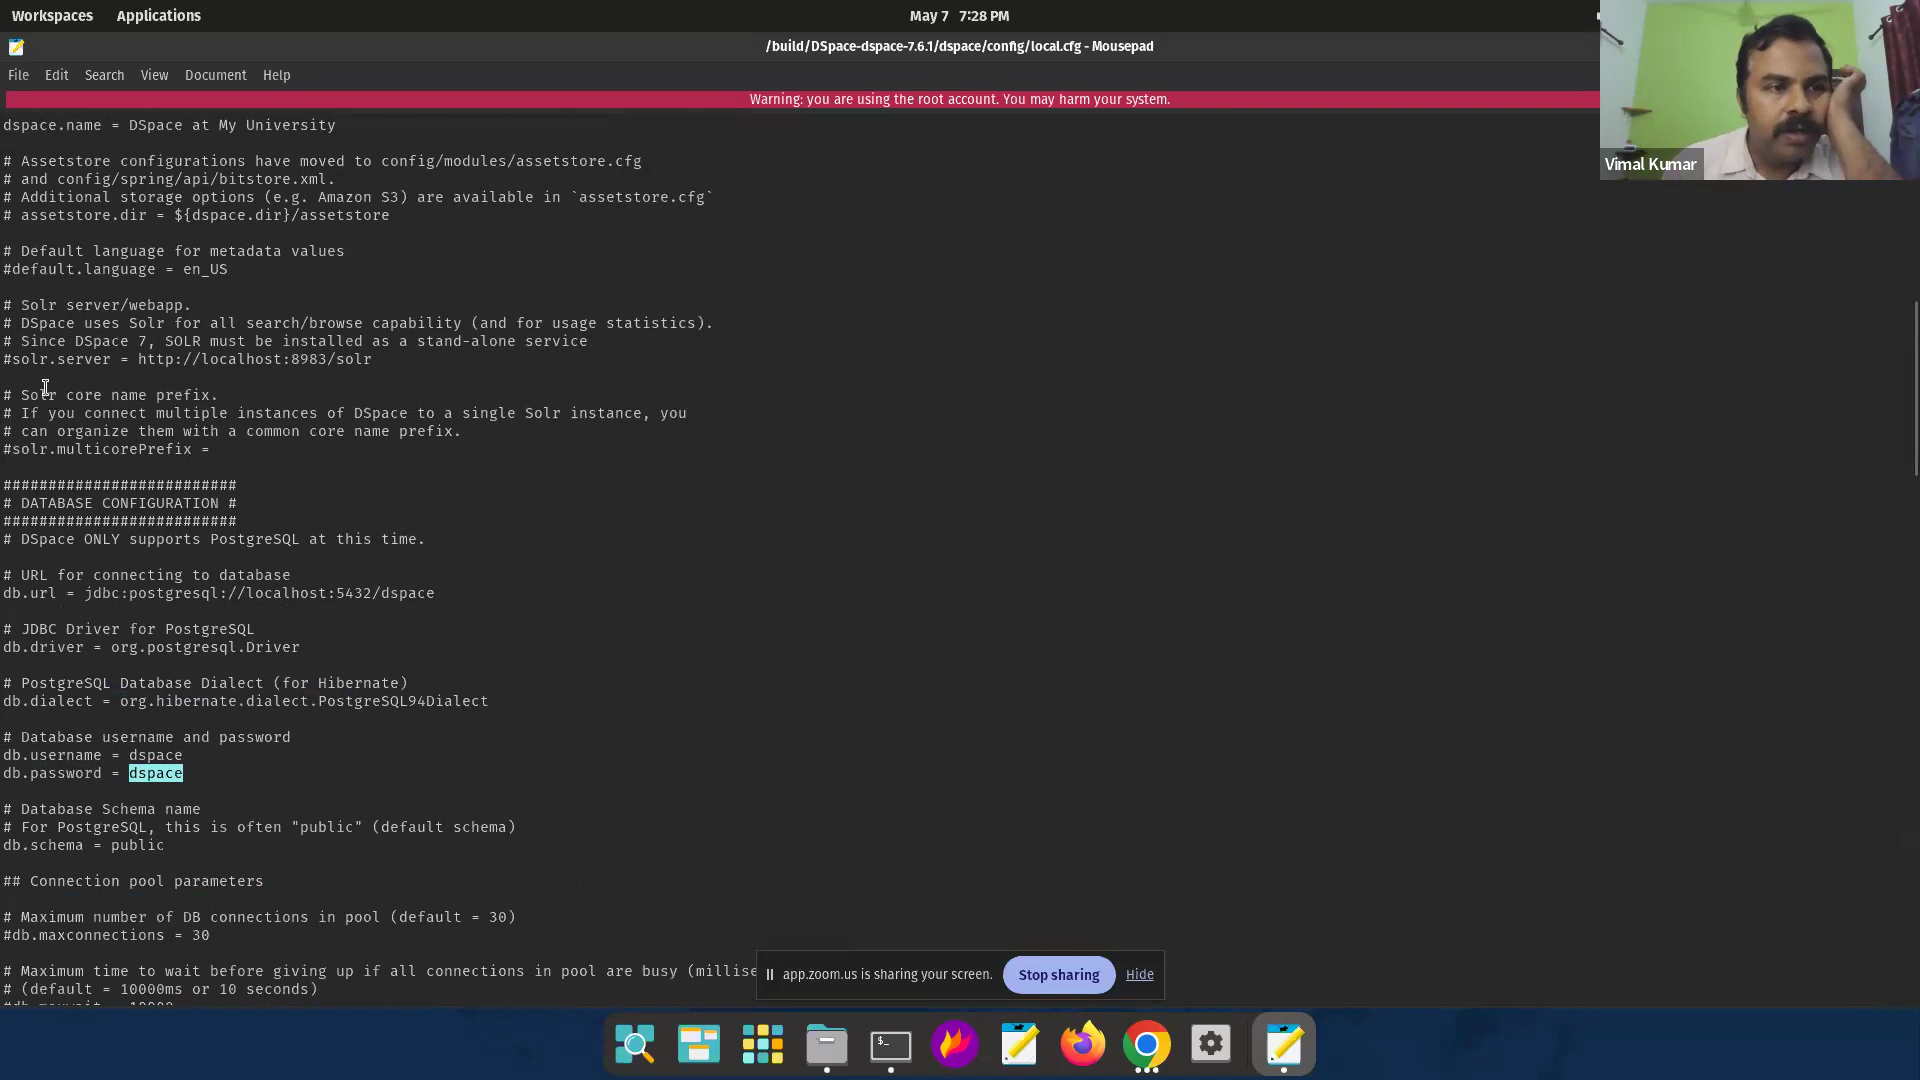 Workspaces Applications May 7 7:28 PM
/build/DSpace-dspace-7.6.1/dspace/config/local.cfg - Mousepad
File Edit Search View Document Help
Warning: you are using the root account. You may harm your system.
Vimal Kumar
dspace.name = DSpace at My University
# Assetstore configurations have moved to config/modules/assetstore.cfg
# and config/spring/api/bitstore.xml.
# Additional storage options (e.g. Amazon S3) are available in `assetstore.cfg`
# assetstore.dir = ${dspace.dir}/assetstore
# Default language for metadata values
#default.language = en_US
# Solr server/webapp.
# DSpace uses Solr for all search/browse capability (and for usage statistics).
# Since DSpace 7, SOLR must be installed as a stand-alone service
#solr.server = http://localhost:8983/solr
# Solr core name prefix.
# If you connect multiple instances of DSpace to a single Solr instance, you
# can organize them with a common core name prefix.
#solr.multicorePrefix =
##########################
# DATABASE CONFIGURATION #
##########################
# DSpace ONLY supports PostgreSQL at this time.
# URL for connecting to database
db.url = jdbc:postgresql://localhost:5432/dspace
# JDBC Driver for PostgreSQL
db.driver = org.postgresql.Driver
# PostgreSQL Database Dialect (for Hibernate)
db.dialect = org.hibernate.dialect.PostgreSQL94Dialect
# Database username and password
db.username = dspace
db.password = dspace
# Database Schema name
# For PostgreSQL, this is often "public" (default schema)
db.schema = public
## Connection pool parameters
# Maximum number of DB connections in pool (default = 30)
#db.maxconnections = 30
# Maximum time to wait before giving up if all connections in pool are busy (millise
# (default = 10000ms or 10 seconds)
app.zoom.us is sharing your screen. Stop sharing Hide